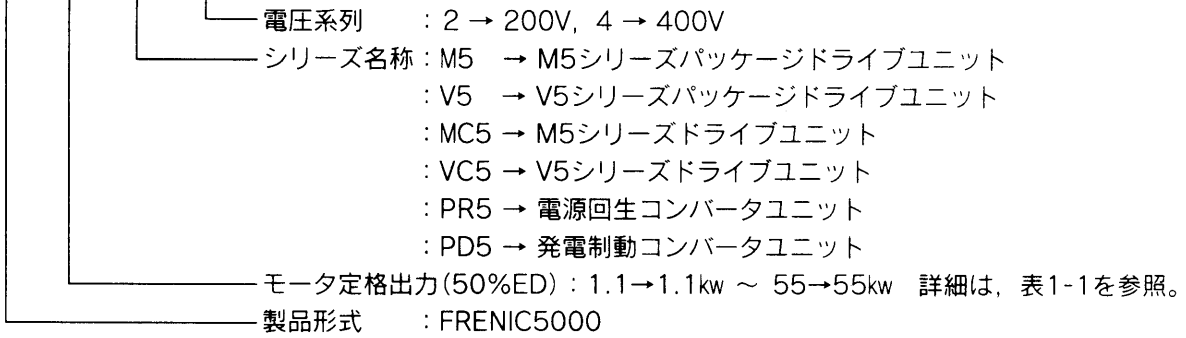 電圧系列 : 2 → 200V, 4 → 400V
シリーズ名称 : M5 → M5シリーズパッケージドライブユニット
: V5 → V5シリーズパッケージドライブユニット
: MC5 → M5シリーズドライブユニット
: VC5 → V5シリーズドライブユニット
: PR5 → 電源回生コンバータユニット
: PD5 → 発電制動コンバータユニット
モータ定格出力(50%ED) : 1.1→1.1kw ～ 55→55kw 詳細は, 表1-1を参照。
製品形式 : FRENIC5000